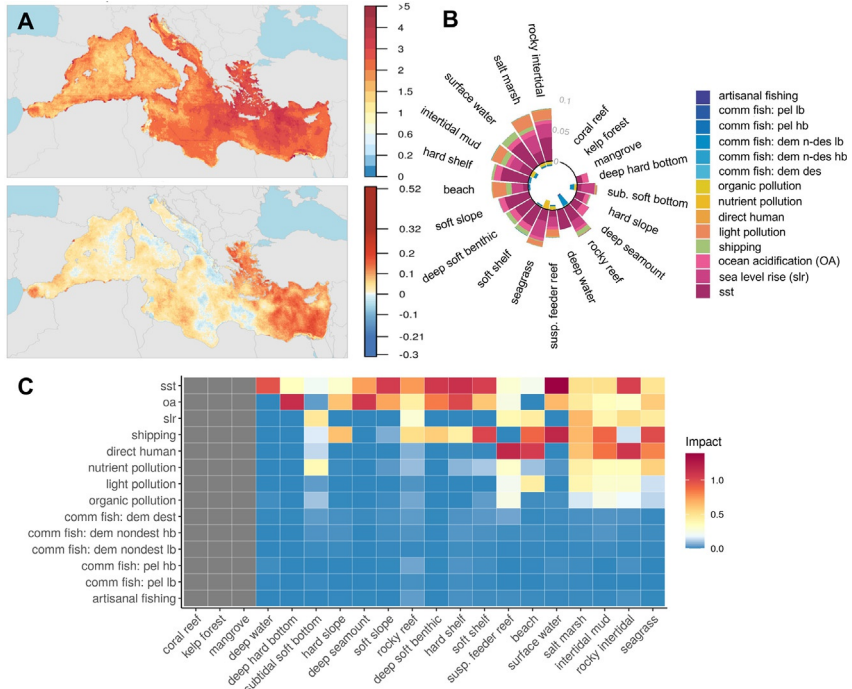 A
>5
5
4
3
2
1
0.6
0.2
0
0.52
0.32
0.2
0.1
0
-0.1
-0.21
-0.3
B
rocky intertidal
salt marsh
surface water
intertidal mud
hard shelf
beach
soft slope
deep soft benthic
soft shelf
seagrass
susp. feeder reef
deep water
rocky reef
deep seamount
hard slope
sub. soft bottom
deep hard bottom
mangrove
kelp forest
coral reef
0.1
0.05
0
artisanal fishing
comm fish: pel lb
comm fish: pel hb
comm fish: dem n-des lb
comm fish: dem n-des hb
comm fish: dem des
organic pollution
nutrient pollution
direct human
light pollution
shipping
ocean acidification (OA)
sea level rise (slr)
sst
C
sst
oa
slr
shipping
direct human
nutrient pollution
light pollution
organic pollution
comm fish: dem dest
comm fish: dem nondest hb
comm fish: dem nondest lb
comm fish: pel hb
comm fish: pel lb
artisanal fishing
coral reef
kelp forest
mangrove
deep water
deep hard bottom
subtidal soft bottom
hard slope
deep seamount
soft slope
rocky reef
deep soft benthic
hard shelf
soft shelf
susp. feeder reef
beach
surface water
salt marsh
intertidal mud
rocky intertidal
seagrass
Impact
1.0
0.5
0.0